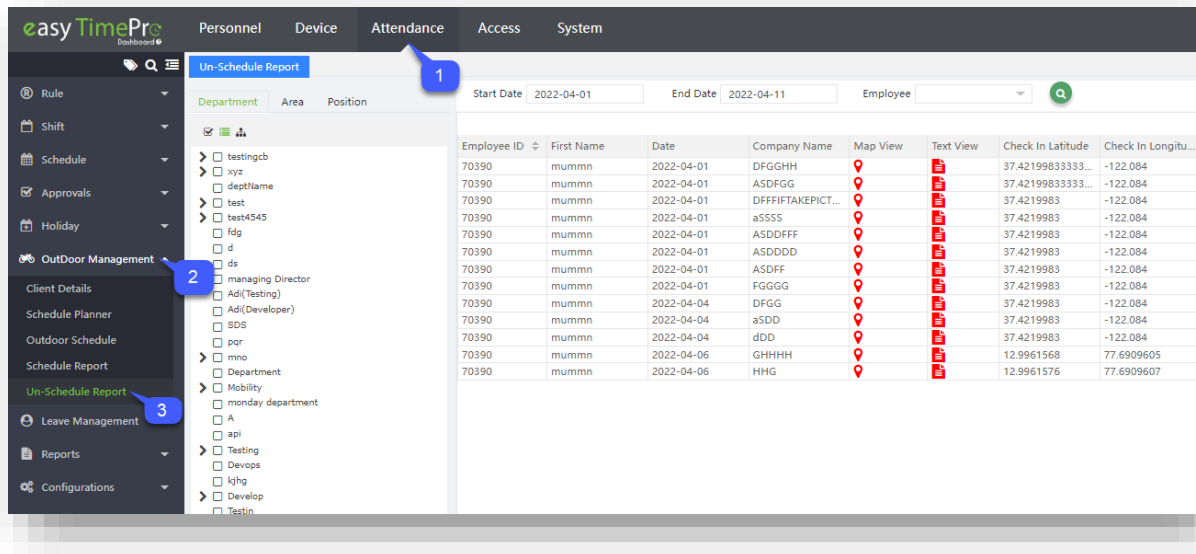 easy TimePro
Dashboard
Personnel Device Attendance Access System
1
Un-Schedule Report
Rule
Shift
Schedule
Approvals
Holiday
OutDoor Management
2
Client Details
Schedule Planner
Outdoor Schedule
Schedule Report
Un-Schedule Report
3
Leave Management
Reports
Configurations
Department Area Position
testingcb
xyz
deptName
test
test4545
fdg
d
ds
managing Director
Adi(Testing)
Adi(Developer)
SDS
pqr
mno
Department
Mobility
monday department
A
api
Testing
Devops
kjhg
Develop
Testin
Start Date 2022-04-01 End Date 2022-04-11 Employee
Employee ID First Name Date Company Name Map View Text View Check In Latitude Check In Longitu...
70390 mummn 2022-04-01 DFGGHH 37.42199833333... -122.084
70390 mummn 2022-04-01 ASDFGG 37.42199833333... -122.084
70390 mummn 2022-04-01 DFFFIFTAKEPICT... 37.4219983 -122.084
70390 mummn 2022-04-01 aSSSS 37.4219983 -122.084
70390 mummn 2022-04-01 ASDDFFF 37.4219983 -122.084
70390 mummn 2022-04-01 ASDDDD 37.4219983 -122.084
70390 mummn 2022-04-01 ASDFF 37.4219983 -122.084
70390 mummn 2022-04-01 FGGGG 37.4219983 -122.084
70390 mummn 2022-04-04 DFGG 37.4219983 -122.084
70390 mummn 2022-04-04 aSDD 37.4219983 -122.084
70390 mummn 2022-04-04 dDD 37.4219983 -122.084
70390 mummn 2022-04-06 GHHHH 12.9961568 77.6909605
70390 mummn 2022-04-06 HHG 12.9961576 77.6909607